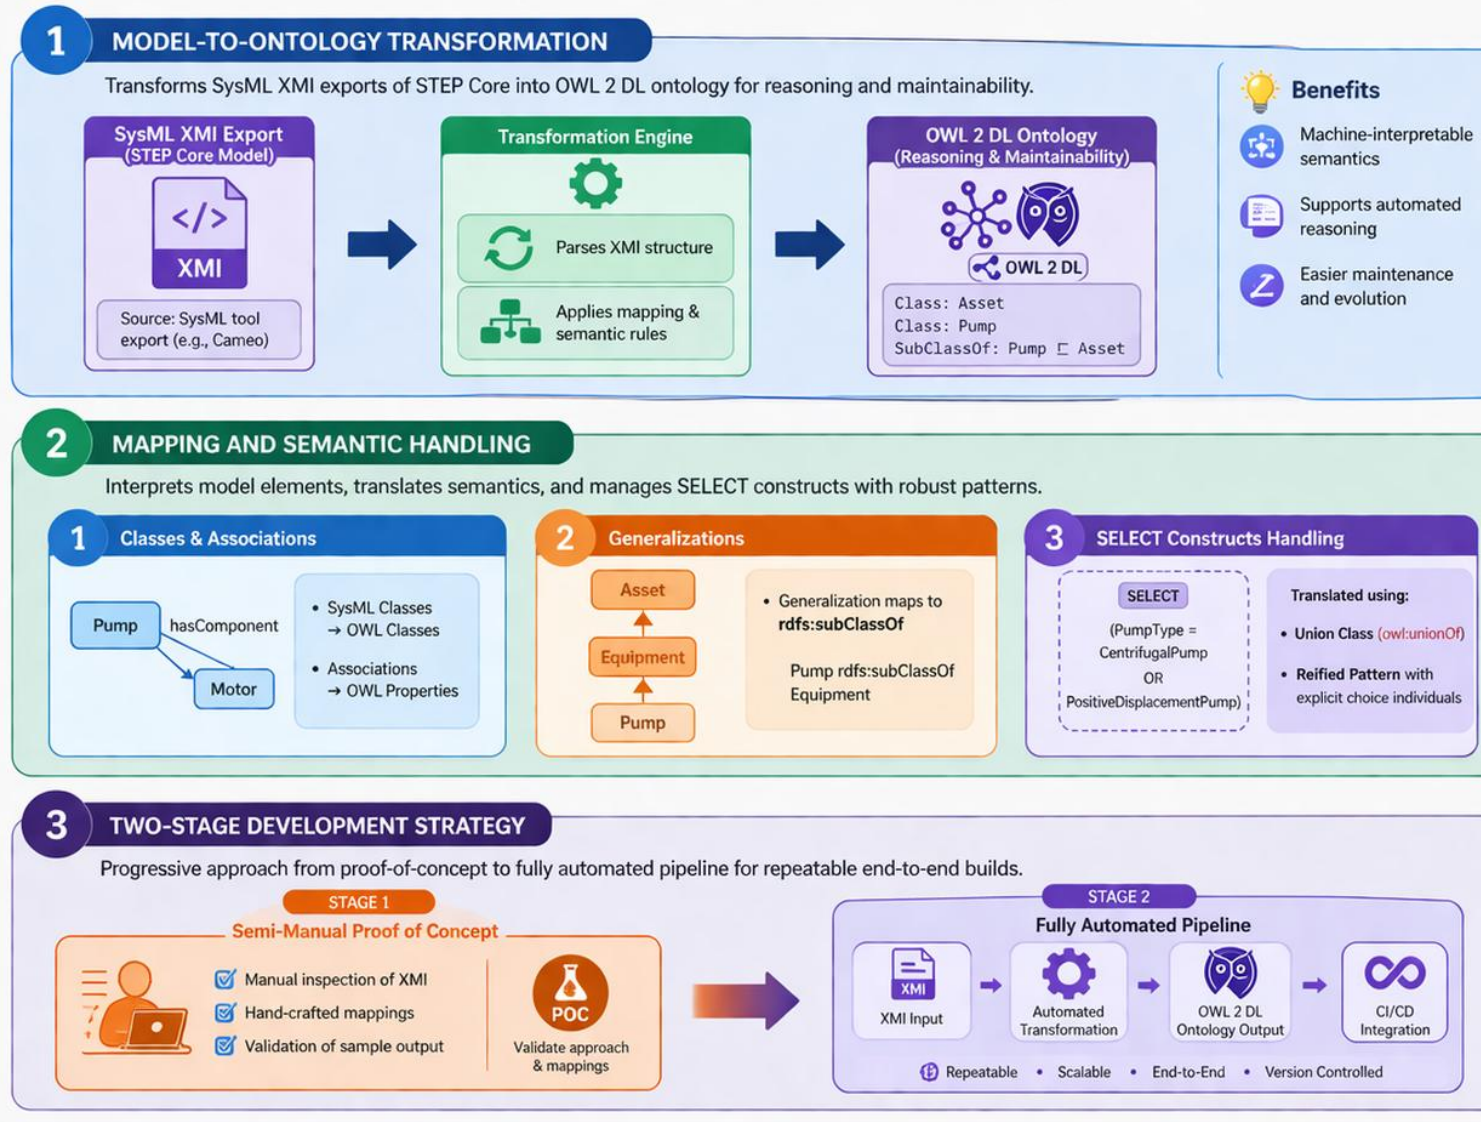 1
MODEL-TO-ONTOLOGY TRANSFORMATION
Transforms SysML XMI exports of STEP Core into OWL 2 DL ontology for reasoning and maintainability.
SysML XMI Export
(STEP Core Model)
</>
XMI
Source: SysML tool
export (e.g., Cameo)
Transformation Engine
Parses XMI structure
Applies mapping &
semantic rules
OWL 2 DL Ontology
(Reasoning & Maintainability)
OWL 2 DL
Class: Asset
Class: Pump
SubClassOf: Pump ⊏ Asset
Benefits
Machine-interpretable
semantics
Supports automated
reasoning
Easier maintenance
and evolution
2
MAPPING AND SEMANTIC HANDLING
Interprets model elements, translates semantics, and manages SELECT constructs with robust patterns.
1
Classes & Associations
Pump
hasComponent
Motor
• SysML Classes
→ OWL Classes
• Associations
→ OWL Properties
2
Generalizations
Asset
Equipment
Pump
• Generalization maps to
rdfs:subClassOf
Pump rdfs:subClassOf
Equipment
3
SELECT Constructs Handling
SELECT
(PumpType =
CentrifugalPump
OR
PositiveDisplacementPump)
Translated using:
• Union Class (owl:unionOf)
• Reified Pattern with
explicit choice individuals
3
TWO-STAGE DEVELOPMENT STRATEGY
Progressive approach from proof-of-concept to fully automated pipeline for repeatable end-to-end builds.
STAGE 1
Semi-Manual Proof of Concept
Manual inspection of XMI
Hand-crafted mappings
Validation of sample output
POC
Validate approach
& mappings
STAGE 2
Fully Automated Pipeline
XMI
XMI Input
Automated
Transformation
OWL 2 DL
Ontology Output
CI/CD
Integration
Repeatable • Scalable • End-to-End • Version Controlled